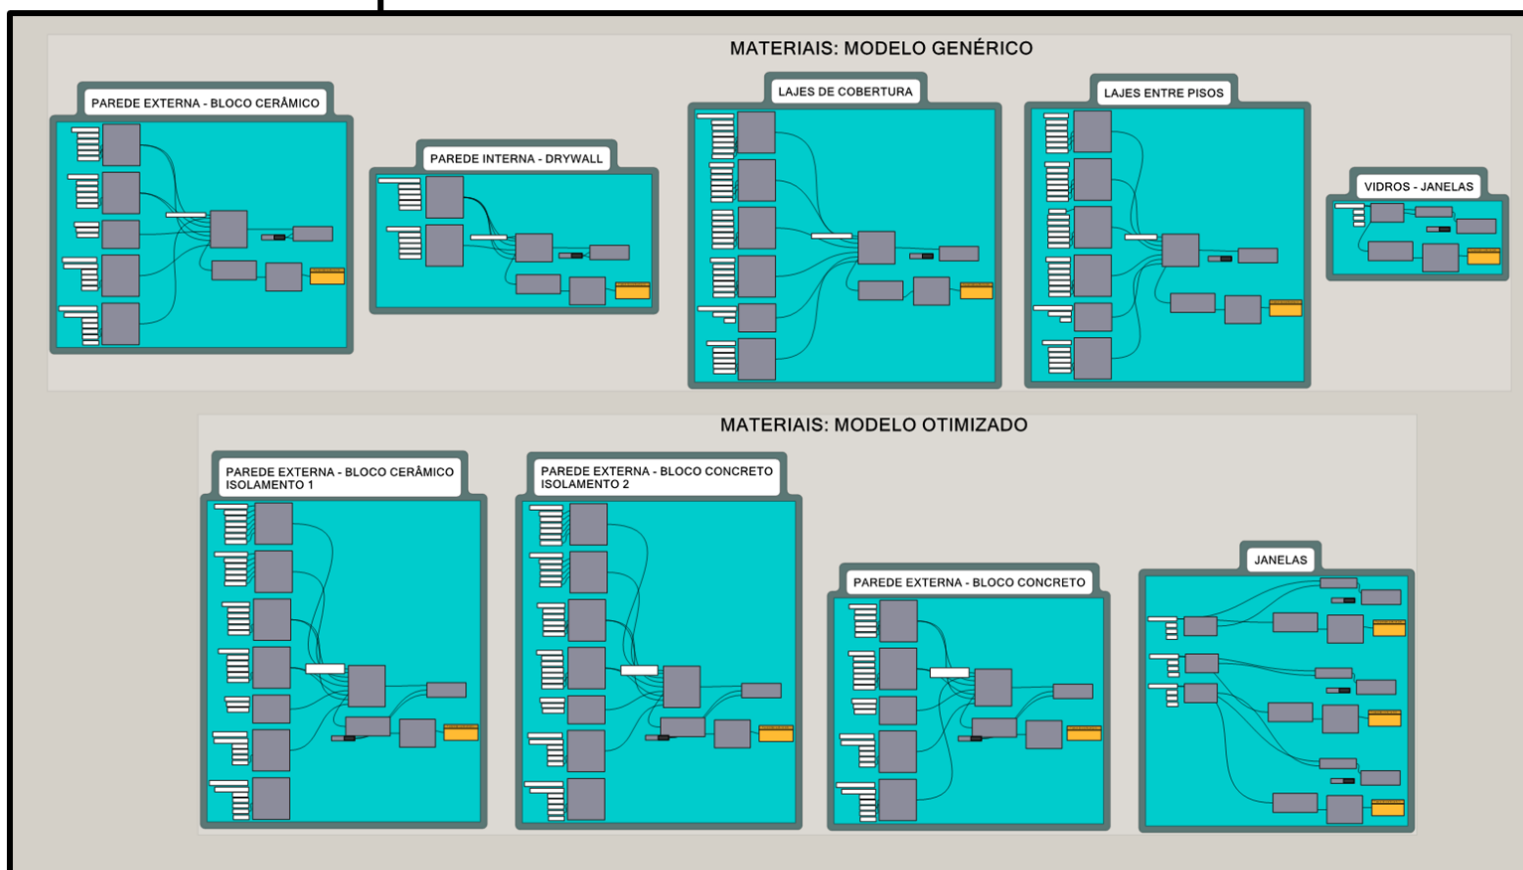 MATERIAIS: MODELO GENÉRICO
PAREDE EXTERNA - BLOCO CERÂMICO
PAREDE INTERNA - DRYWALL
LAJES DE COBERTURA
LAJES ENTRE PISOS
VIDROS - JANELAS
MATERIAIS: MODELO OTIMIZADO
PAREDE EXTERNA - BLOCO CERÂMICO
ISOLAMENTO 1
PAREDE EXTERNA - BLOCO CONCRETO
ISOLAMENTO 2
PAREDE EXTERNA - BLOCO CONCRETO
JANELAS